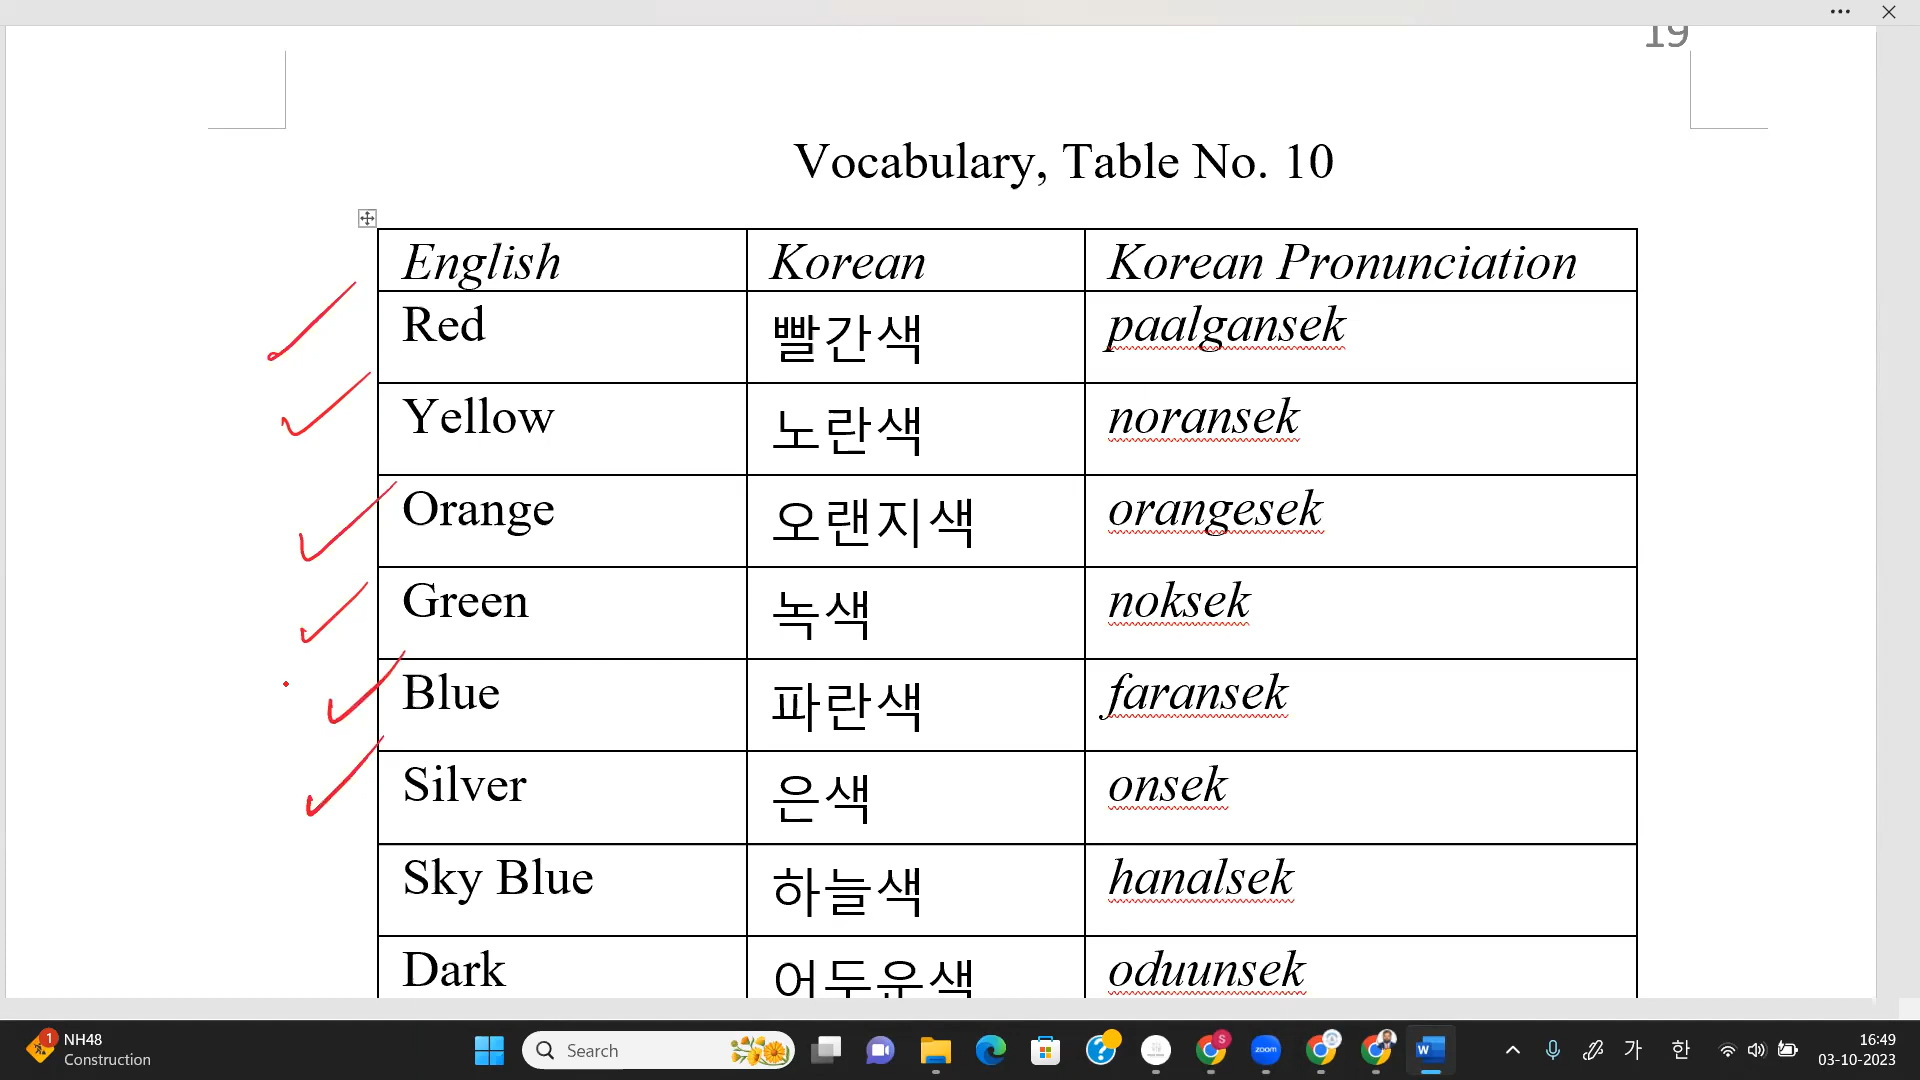 19
Vocabulary, Table No. 10
English Korean Korean Pronunciation
Red 빨간색 paalgansek
Yellow 노란색 noransek
Orange 오랜지색 orangesek
Green 녹색 noksek
Blue 파란색 faransek
Silver 은색 onsek
Sky Blue 하늘색 hanalsek
Dark 어두운색 oduunsek
1 NH48
Construction
Search
S
zoom
W
가 한
16:49
03-10-2023